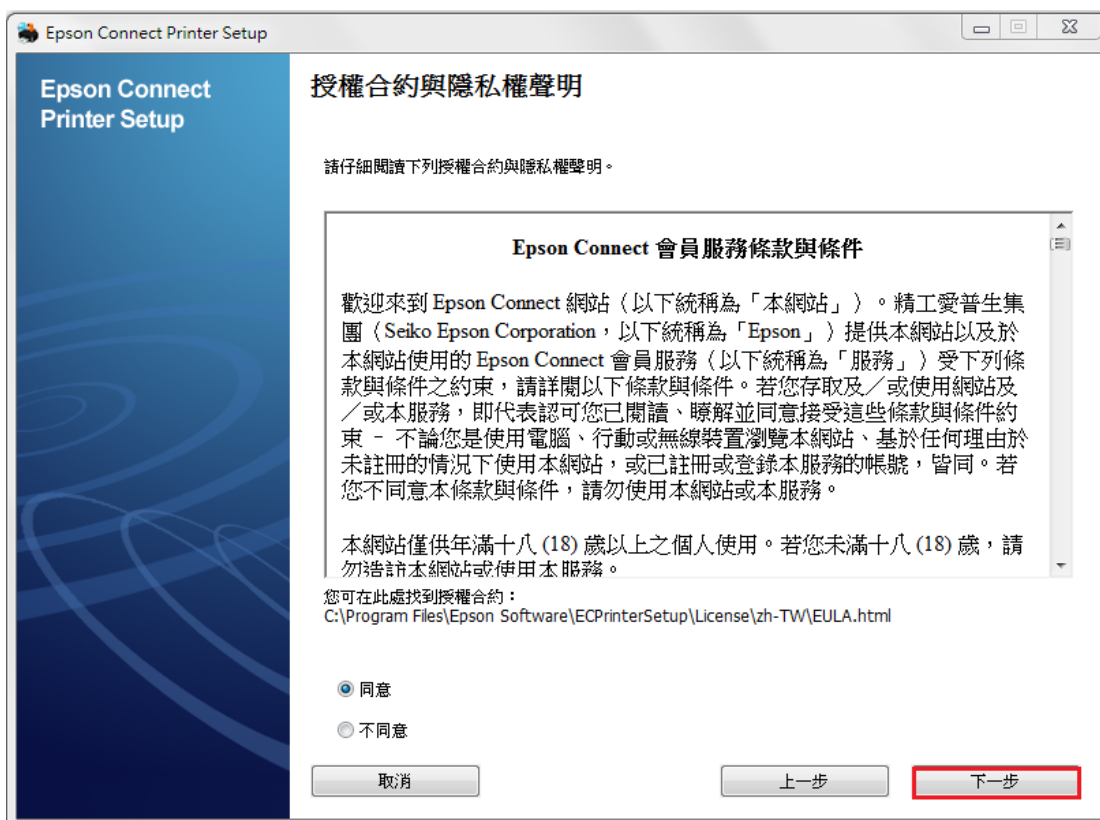 Epson Connect Printer Setup
Epson Connect
Printer Setup
授權合約與隱私權聲明
請仔細閱讀下列授權合約與隱私權聲明。
Epson Connect 會員服務條款與條件
歡迎來到 Epson Connect 網站（以下統稱為「本網站」）。精工愛普生集
團（Seiko Epson Corporation，以下統稱為「Epson」）提供本網站以及於
本網站使用的 Epson Connect 會員服務（以下統稱為「服務」）受下列條
款與條件之約束，請詳閱以下條款與條件。若您存取及／或使用網站及
／或本服務，即代表認可您已閱讀、瞭解並同意接受這些條款與條件約
束 － 不論您是使用電腦、行動或無線裝置瀏覽本網站、基於任何理由於
未註冊的情況下使用本網站，或已註冊或登錄本服務的帳號，皆同。若
您不同意本條款與條件，請勿使用本網站或本服務。
本網站僅供年滿十八 (18) 歲以上之個人使用。若您未滿十八 (18) 歲，請
勿造訪本網站或使用本服務。
您可在此處找到授權合約：
C:\Program Files\Epson Software\ECPrinterSetup\License\zh-TW\EULA.html
同意
不同意
取消
上一步
下一步